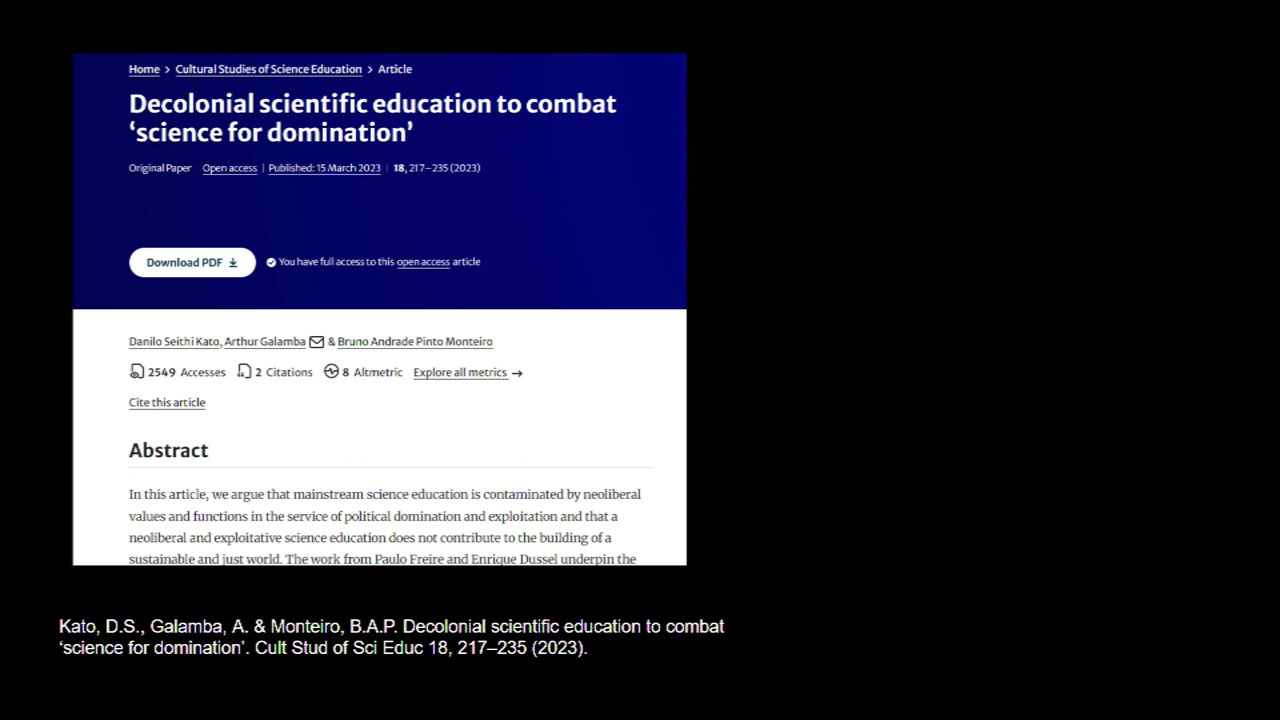 Home > Cultural Studies of Science Education > Article
Decolonial scientific education to combat
‘science for domination’
Original Paper Open access | Published: 15 March 2023 | 18, 217–235 (2023)
Download PDF You have full access to this open access article
Danilo Seithi Kato, Arthur Galamba & Bruno Andrade Pinto Monteiro
2549 Accesses 2 Citations 8 Altmetric Explore all metrics →
Cite this article
Abstract
In this article, we argue that mainstream science education is contaminated by neoliberal
values and functions in the service of political domination and exploitation and that a
neoliberal and exploitative science education does not contribute to the building of a
sustainable and just world. The work from Paulo Freire and Enrique Dussel underpin the
Kato, D.S., Galamba, A. & Monteiro, B.A.P. Decolonial scientific education to combat
‘science for domination’. Cult Stud of Sci Educ 18, 217–235 (2023).